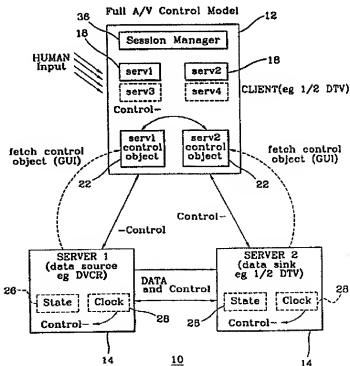 Full A/V Control Model
36
12
Session Manager
18
18
HUMAN
Input
serv1
serv2
serv3
serv4
CLIENT(eg 1/2 DTV)
Control-
serv1
control
object
serv2
control
object
fetch control
object (GUI)
fetch control
object (GUI)
22
22
-Control
Control-
SERVER 1
(data source
eg DVCR)
SERVER 2
(data sink
eg 1/2 DTV)
DATA
and Control
26
State
Clock
State
Clock
28
Control-
28
28
Control-
14
10
14